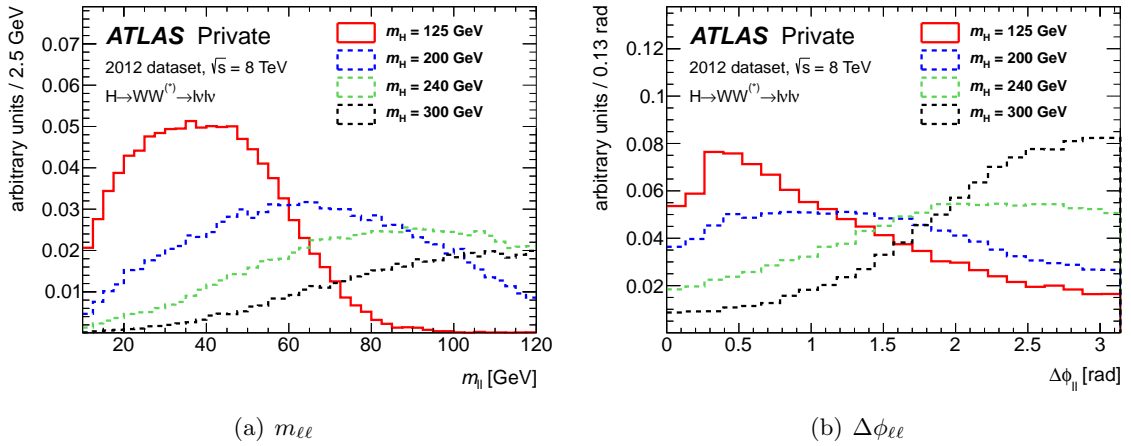 arbitrary units / 2.5 GeV
0.07
0.06
0.05
0.04
0.03
0.02
0.01
ATLAS Private
2012 dataset, √s = 8 TeV
H→WW(*)→lνlν
mH = 125 GeV
mH = 200 GeV
mH = 240 GeV
mH = 300 GeV
20 40 60 80 100 120
mll [GeV]
(a) mℓℓ
arbitrary units / 0.13 rad
0.12
0.1
0.08
0.06
0.04
0.02
ATLAS Private
2012 dataset, √s = 8 TeV
H→WW(*)→lνlν
mH = 125 GeV
mH = 200 GeV
mH = 240 GeV
mH = 300 GeV
0 0.5 1 1.5 2 2.5 3
Δϕll [rad]
(b) Δϕℓℓ